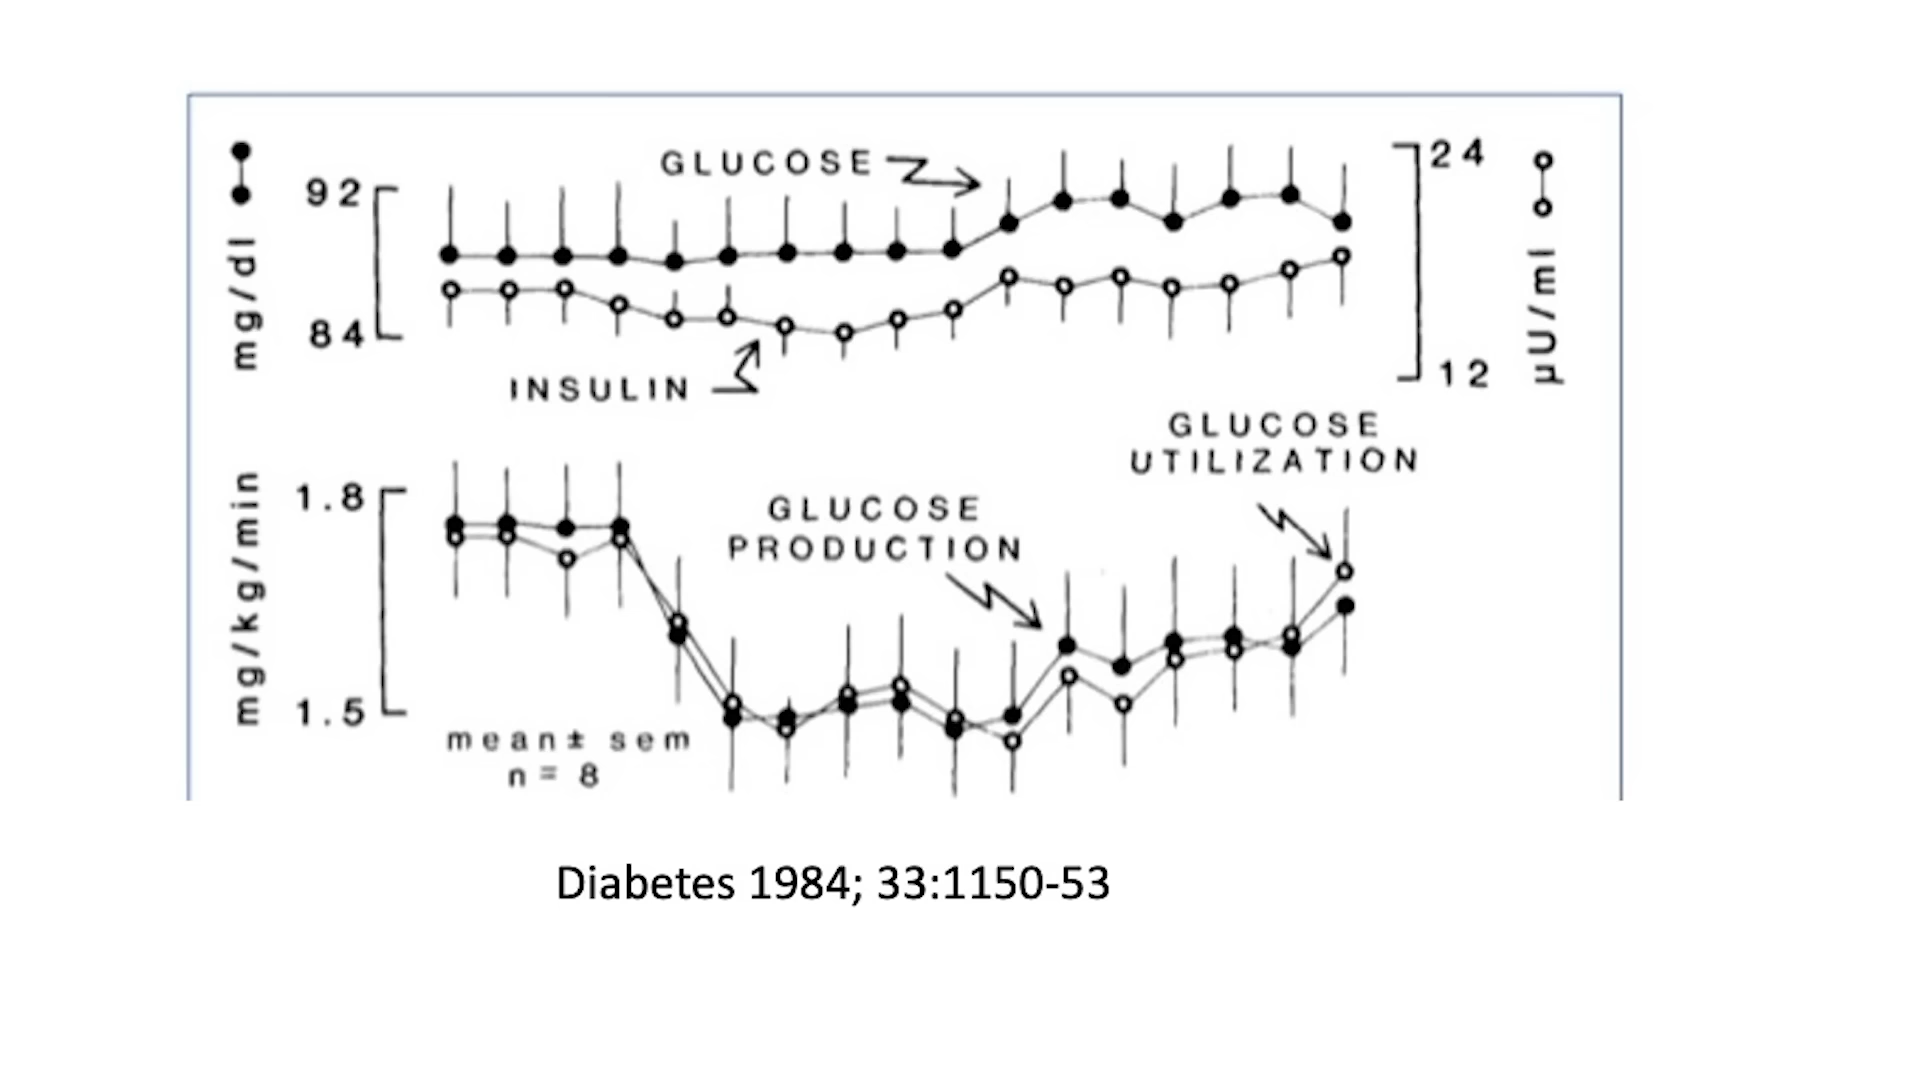 GLUCOSE
mg/dl
92
84
24
12
µU/ml
INSULIN
GLUCOSE
UTILIZATION
GLUCOSE
PRODUCTION
mg/kg/min
1.8
1.5
mean± sem
n = 8
Diabetes 1984; 33:1150-53